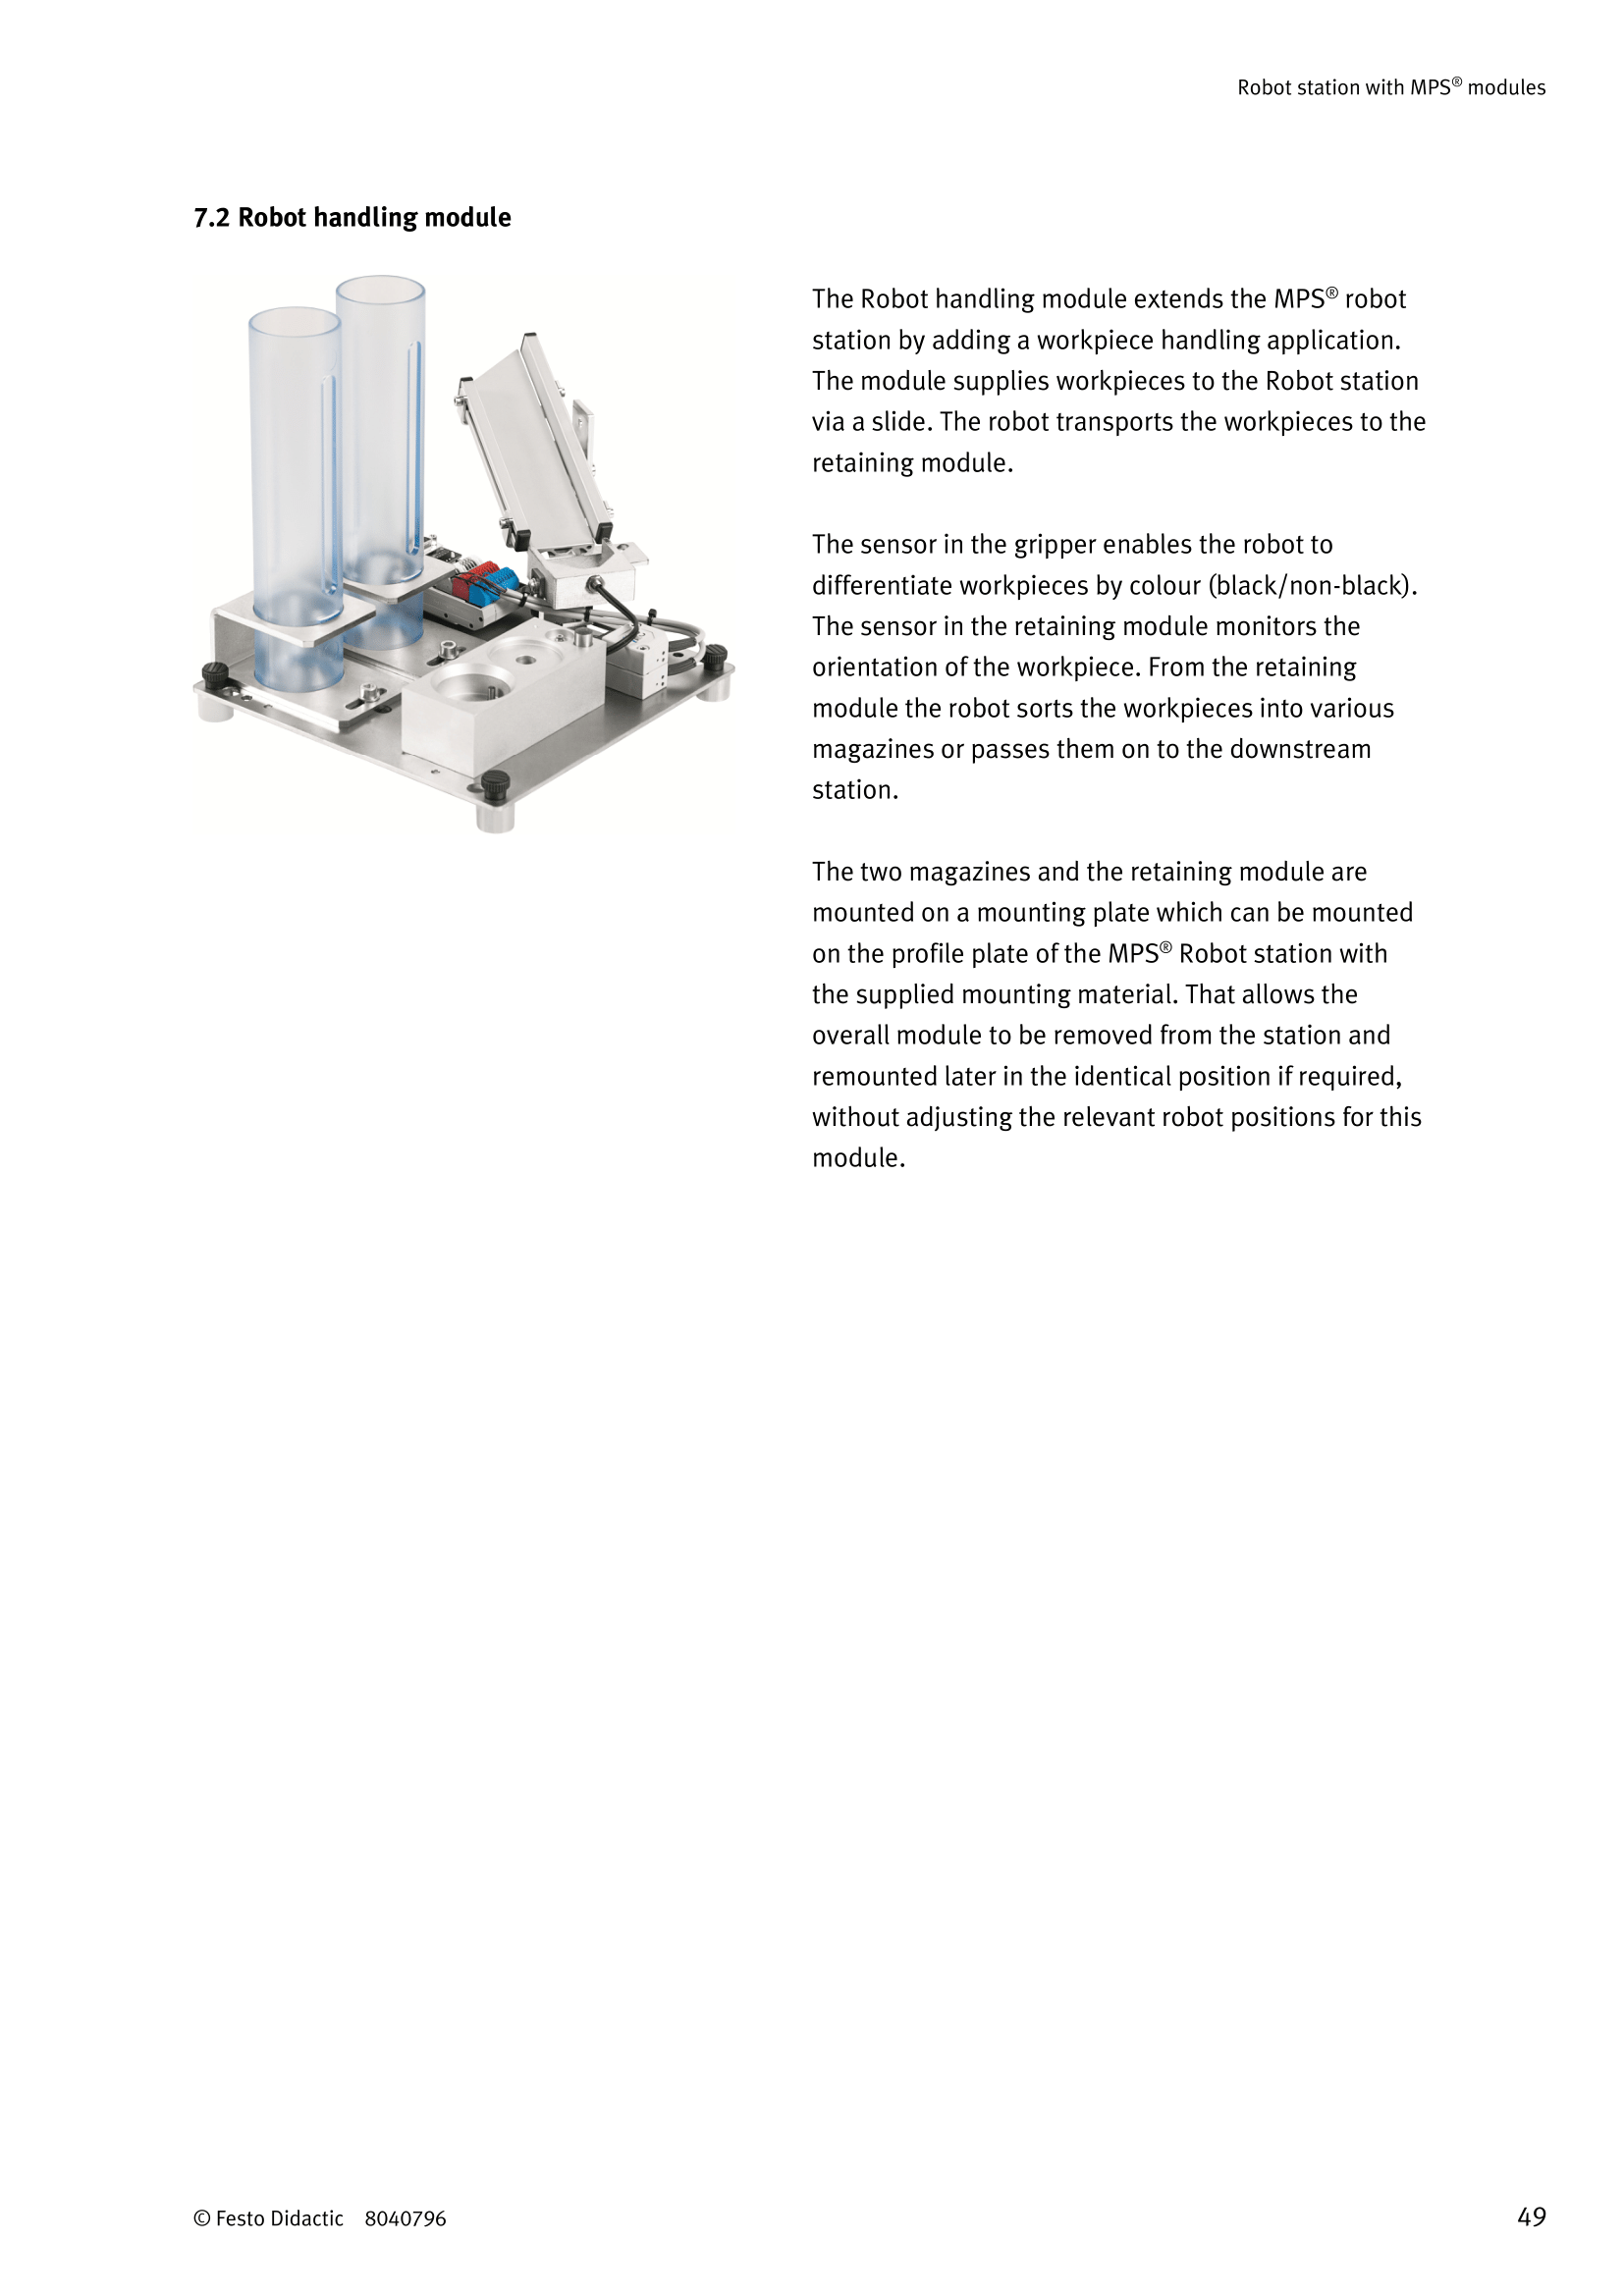 Robot station with MPS® modules
7.2 Robot handling module
The Robot handling module extends the MPS® robot
station by adding a workpiece handling application.
The module supplies workpieces to the Robot station
via a slide. The robot transports the workpieces to the
retaining module.
The sensor in the gripper enables the robot to
differentiate workpieces by colour (black/non-black).
The sensor in the retaining module monitors the
orientation of the workpiece. From the retaining
module the robot sorts the workpieces into various
magazines or passes them on to the downstream
station.
The two magazines and the retaining module are
mounted on a mounting plate which can be mounted
on the profile plate of the MPS® Robot station with
the supplied mounting material. That allows the
overall module to be removed from the station and
remounted later in the identical position if required,
without adjusting the relevant robot positions for this
module.
© Festo Didactic 8040796
49